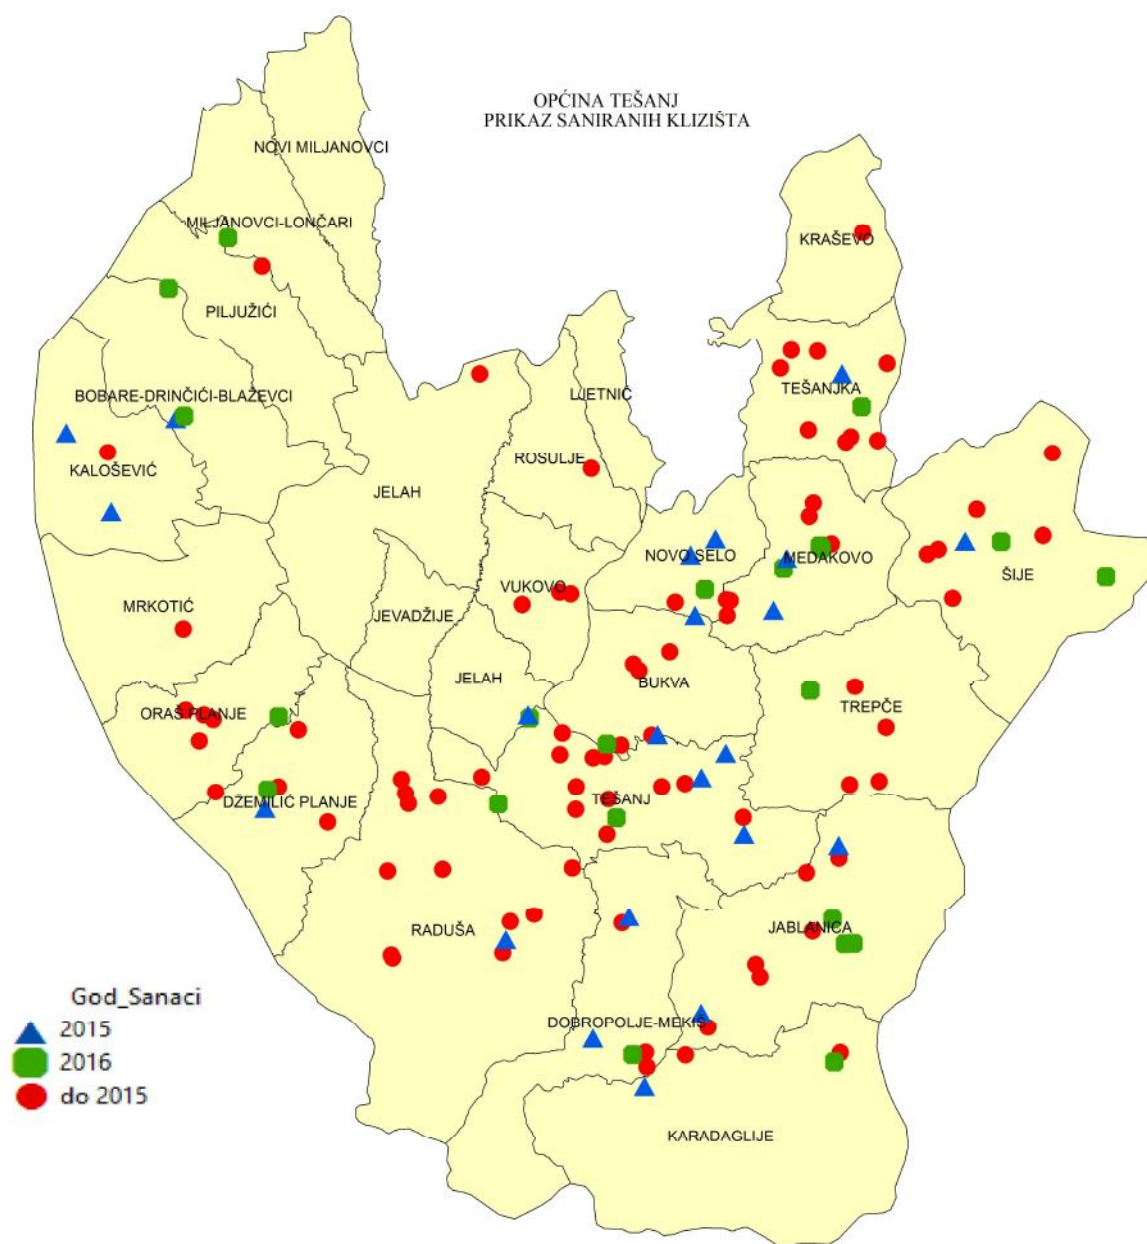 OPĆINA TEŠANJ
PRIKAZ SANIRANIH KLIZIŠTA
NOVI MILJANOVCI
MILJANOVCI-LONČARI
KRAŠEVO
PILJUŽIĆI
TEŠANJKA
BOBARE-DRINČIĆI-BLAŽEVCI
LJETNIĆ
ROSULJE
KALOŠEVIĆ
JELAH
NOVO SELO
MEDAKOVO
ŠIJE
MRKOTIĆ
VUKOVO
JEVADŽIJE
JELAH
BUKVA
TREPČE
ORAŠ PLANJE
DŽEMILIĆ PLANJE
TEŠANJ
RADUŠA
JABLANICA
DOBROPOLJE-MEKIŠ
KARADAGLIJE
God_Sanaci
2015
2016
do 2015